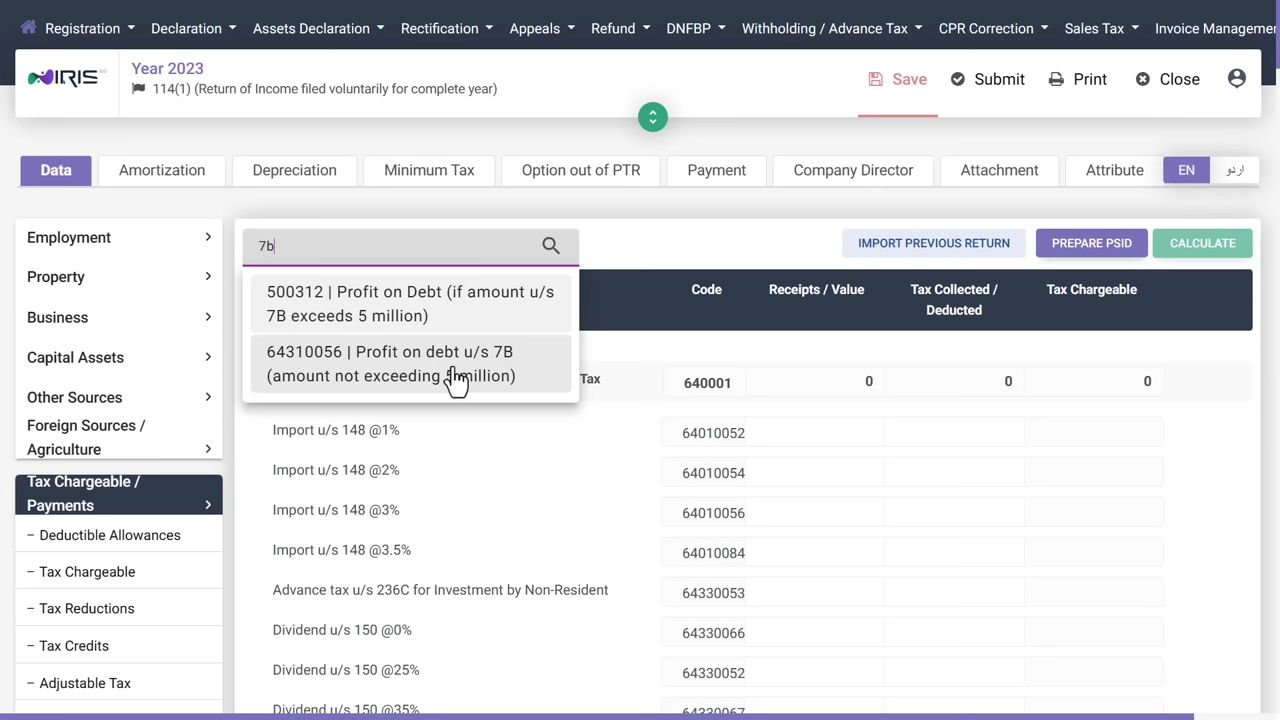 Registration Declaration Assets Declaration Rectification Appeals Refund DNFBP Withholding / Advance Tax CPR Correction Sales Tax Invoice Managemer
IRIS
Year 2023
114(1) (Return of Income filed voluntarily for complete year)
Save Submit Print Close
Data Amortization Depreciation Minimum Tax Option out of PTR Payment Company Director Attachment Attribute EN اردو
Employment
Property
Business
Capital Assets
Other Sources
Foreign Sources /
Agriculture
Tax Chargeable /
Payments
– Deductible Allowances
– Tax Chargeable
– Tax Reductions
– Tax Credits
– Adjustable Tax
7b
IMPORT PREVIOUS RETURN PREPARE PSID CALCULATE
500312 | Profit on Debt (if amount u/s
7B exceeds 5 million)
64310056 | Profit on debt u/s 7B
(amount not exceeding million)
Code Receipts / Value Tax Collected /
Deducted Tax Chargeable
Tax 640001 0 0 0
Import u/s 148 @1% 64010052
Import u/s 148 @2% 64010054
Import u/s 148 @3% 64010056
Import u/s 148 @3.5% 64010084
Advance tax u/s 236C for Investment by Non-Resident 64330053
Dividend u/s 150 @0% 64330066
Dividend u/s 150 @25% 64330052
Dividend u/s 150 @35% 64330067